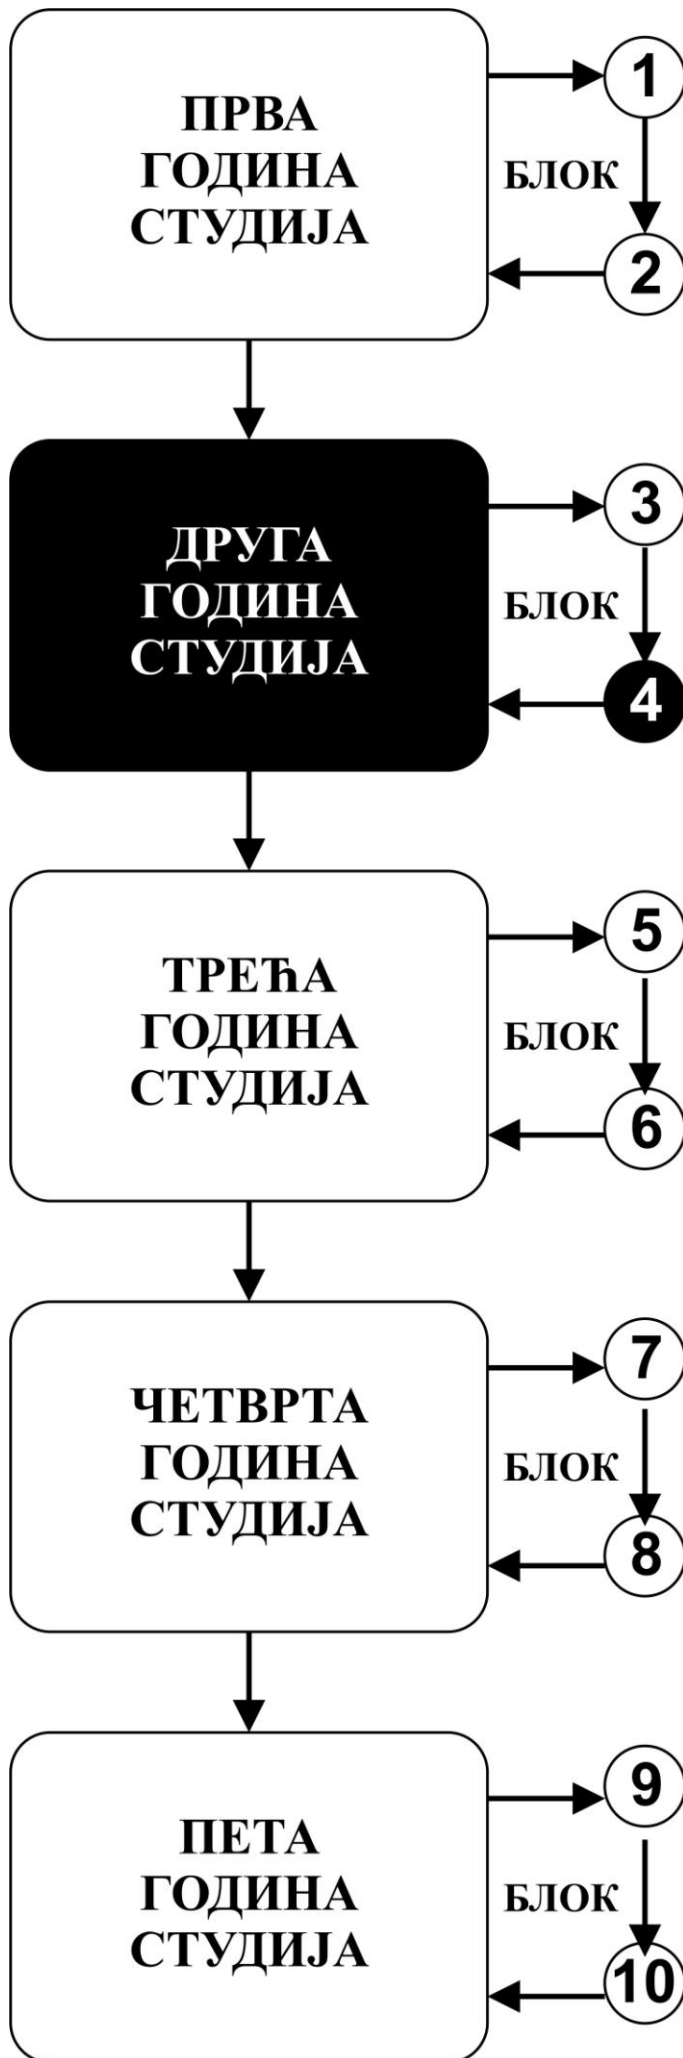 ПРВА
ГОДИНА
СТУДИЈА
1
БЛОК
2
ДРУГА
ГОДИНА
СТУДИЈА
3
БЛОК
4
ТРЕЋА
ГОДИНА
СТУДИЈА
5
БЛОК
6
ЧЕТВРТА
ГОДИНА
СТУДИЈА
7
БЛОК
8
ПЕТА
ГОДИНА
СТУДИЈА
9
БЛОК
10